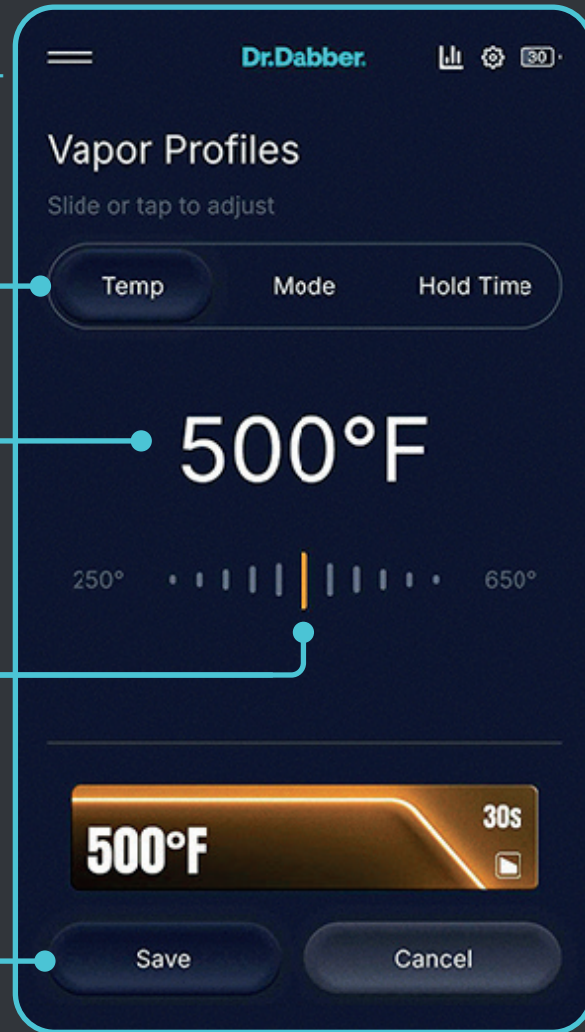 Dr.Dabber. 30
Vapor Profiles
Slide or tap to adjust
Temp Mode Hold Time
500°F
250° 650°
500°F 30s
Save Cancel